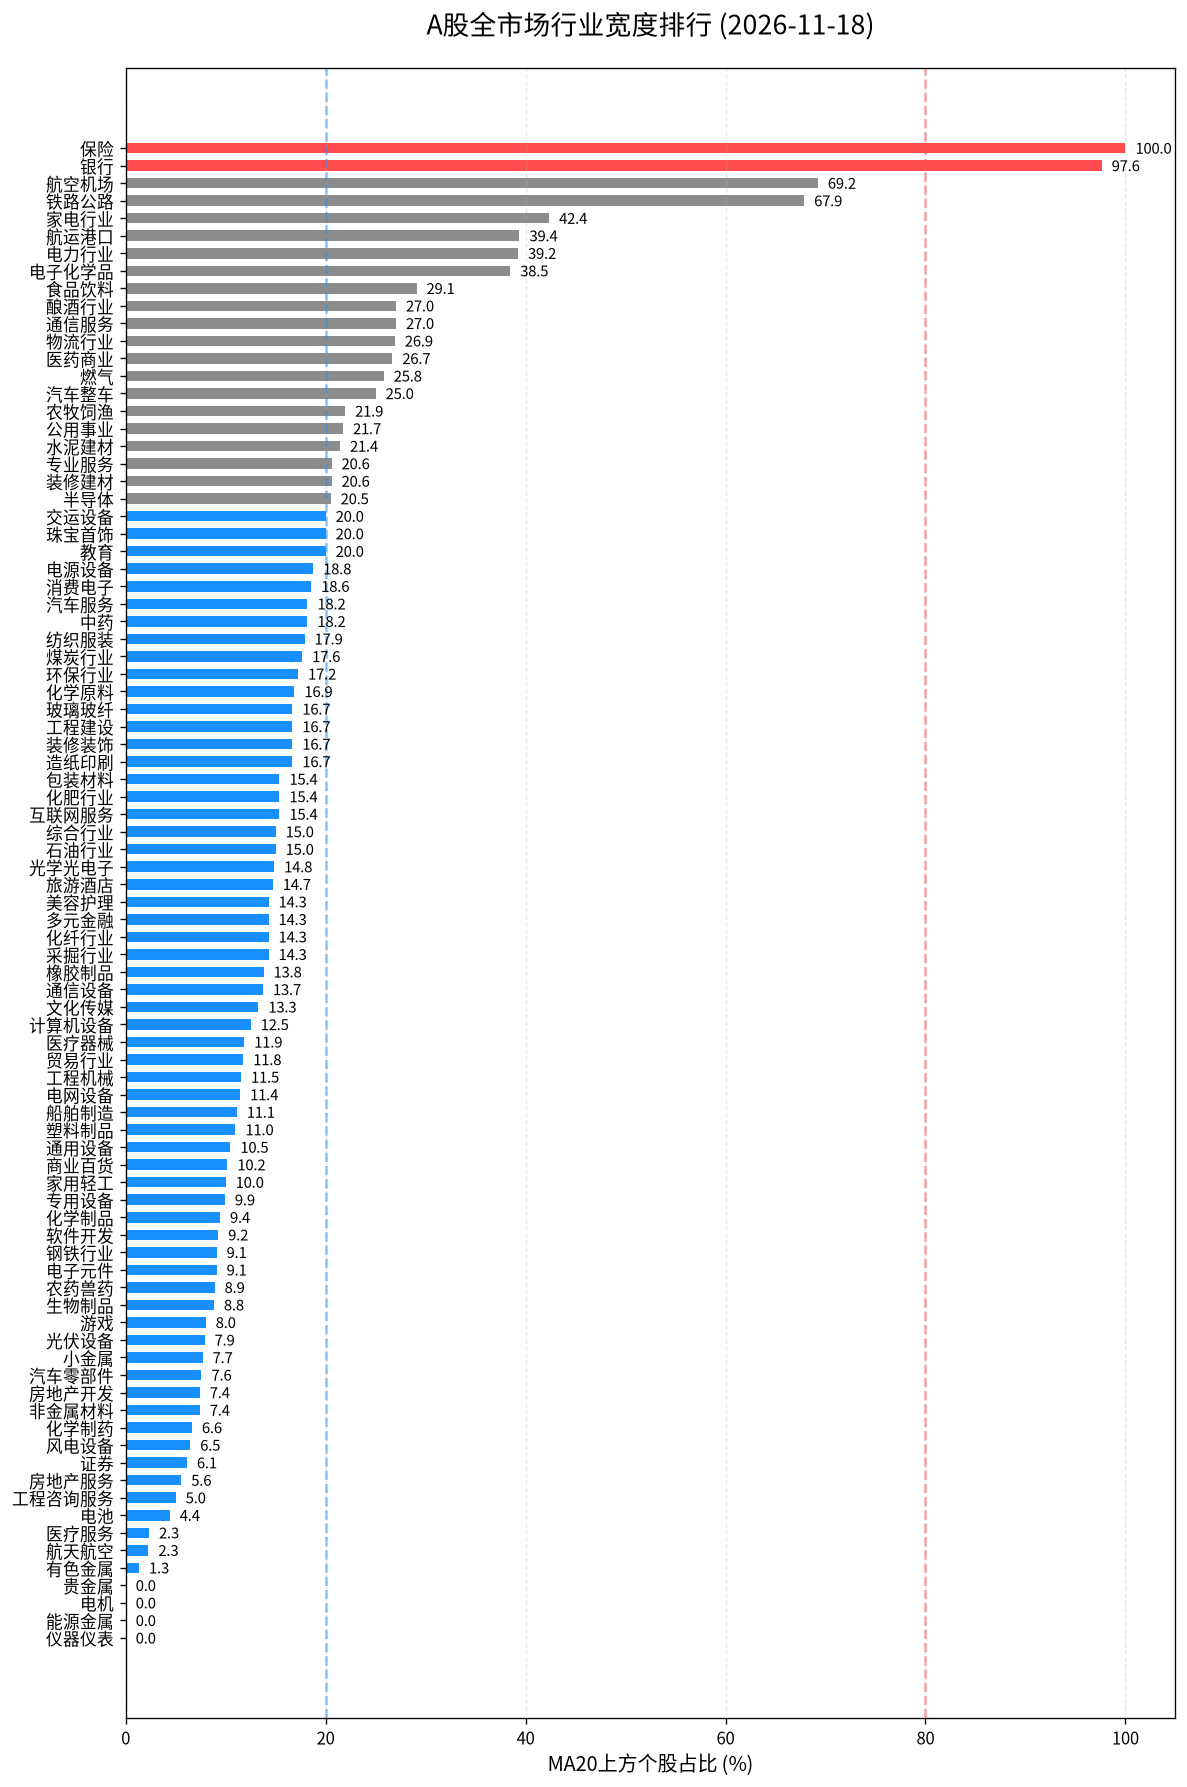 A股全市场行业宽度排行 (2026-11-18)
保险 100.0
银行 97.6
航空机场 69.2
铁路公路 67.9
家电行业 42.4
航运港口 39.4
电力行业 39.2
电子化学品 38.5
食品饮料 29.1
酿酒行业 27.0
通信服务 27.0
物流行业 26.9
医药商业 26.7
燃气 25.8
汽车整车 25.0
农牧饲渔 21.9
公用事业 21.7
水泥建材 21.4
专业服务 20.6
装修建材 20.6
半导体 20.5
交运设备 20.0
珠宝首饰 20.0
教育 20.0
电源设备 18.8
消费电子 18.6
汽车服务 18.2
中药 18.2
纺织服装 17.9
煤炭行业 17.6
环保行业 17.2
化学原料 16.9
玻璃玻纤 16.7
工程建设 16.7
装修装饰 16.7
造纸印刷 16.7
包装材料 15.4
化肥行业 15.4
互联网服务 15.4
综合行业 15.0
石油行业 15.0
光学光电子 14.8
旅游酒店 14.7
美容护理 14.3
多元金融 14.3
化纤行业 14.3
采掘行业 14.3
橡胶制品 13.8
通信设备 13.7
文化传媒 13.3
计算机设备 12.5
医疗器械 11.9
贸易行业 11.8
工程机械 11.5
电网设备 11.4
船舶制造 11.1
塑料制品 11.0
通用设备 10.5
商业百货 10.2
家用轻工 10.0
专用设备 9.9
化学制品 9.4
软件开发 9.2
钢铁行业 9.1
电子元件 9.1
农药兽药 8.9
生物制品 8.8
游戏 8.0
光伏设备 7.9
小金属 7.7
汽车零部件 7.6
房地产开发 7.4
非金属材料 7.4
化学制药 6.6
风电设备 6.5
证券 6.1
房地产服务 5.6
工程咨询服务 5.0
电池 4.4
医疗服务 2.3
航天航空 2.3
有色金属 1.3
贵金属 0.0
电机 0.0
能源金属 0.0
仪器仪表 0.0
0 20 40 60 80 100
MA20上方个股占比 (%)